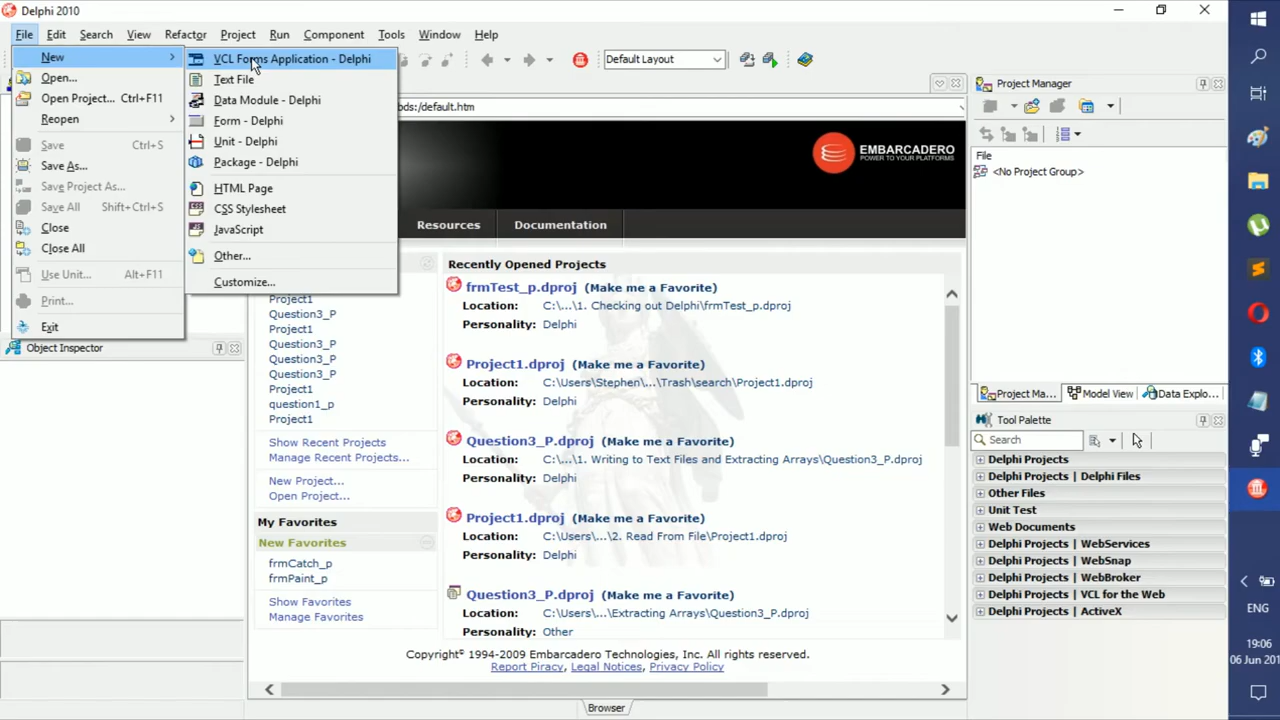 Delphi 2010
File Edit Search View Refactor Project Run Component Tools Window Help
Default Layout
New
Open...
Open Project... Ctrl+F11
Reopen
Save Ctrl+S
Save As...
Save Project As...
Save All Shift+Ctrl+S
Close
Close All
Use Unit... Alt+F11
Print...
Exit
VCL Forms Application - Delphi
Text File
Data Module - Delphi
Form - Delphi
Unit - Delphi
Package - Delphi
HTML Page
CSS Stylesheet
JavaScript
Other...
Customize...
bds:/default.htm
EMBARCADERO
POWER TO YOUR PLATFORMS
Resources Documentation
Project1
Question3_P
Project1
Question3_P
Question3_P
Question3_P
Project1
question1_p
Project1
Show Recent Projects
Manage Recent Projects...
New Project...
Open Project...
My Favorites
New Favorites
frmCatch_p
frmPaint_p
Show Favorites
Manage Favorites
Recently Opened Projects
frmTest_p.dproj (Make me a Favorite)
Location: C:\...\1. Checking out Delphi\frmTest_p.dproj
Personality: Delphi
Project1.dproj (Make me a Favorite)
Location: C:\Users\Stephen\...\Trash\search\Project1.dproj
Personality: Delphi
Question3_P.dproj (Make me a Favorite)
Location: C:\...\1. Writing to Text Files and Extracting Arrays\Question3_P.dproj
Personality: Delphi
Project1.dproj (Make me a Favorite)
Location: C:\Users\...\2. Read From File\Project1.dproj
Personality: Delphi
Question3_P.dproj (Make me a Favorite)
Location: C:\Users\...\Extracting Arrays\Question3_P.dproj
Personality: Other
Copyright© 1994-2009 Embarcadero Technologies, Inc. All rights reserved.
Report Piracy, Legal Notices, Privacy Policy
Browser
Object Inspector
Project Manager
File
<No Project Group>
Project Ma... Model View Data Explo...
Tool Palette
Search
Delphi Projects
Delphi Projects | Delphi Files
Other Files
Unit Test
Web Documents
Delphi Projects | WebServices
Delphi Projects | WebSnap
Delphi Projects | WebBroker
Delphi Projects | VCL for the Web
Delphi Projects | ActiveX
ENG
19:06
06 Jun 201